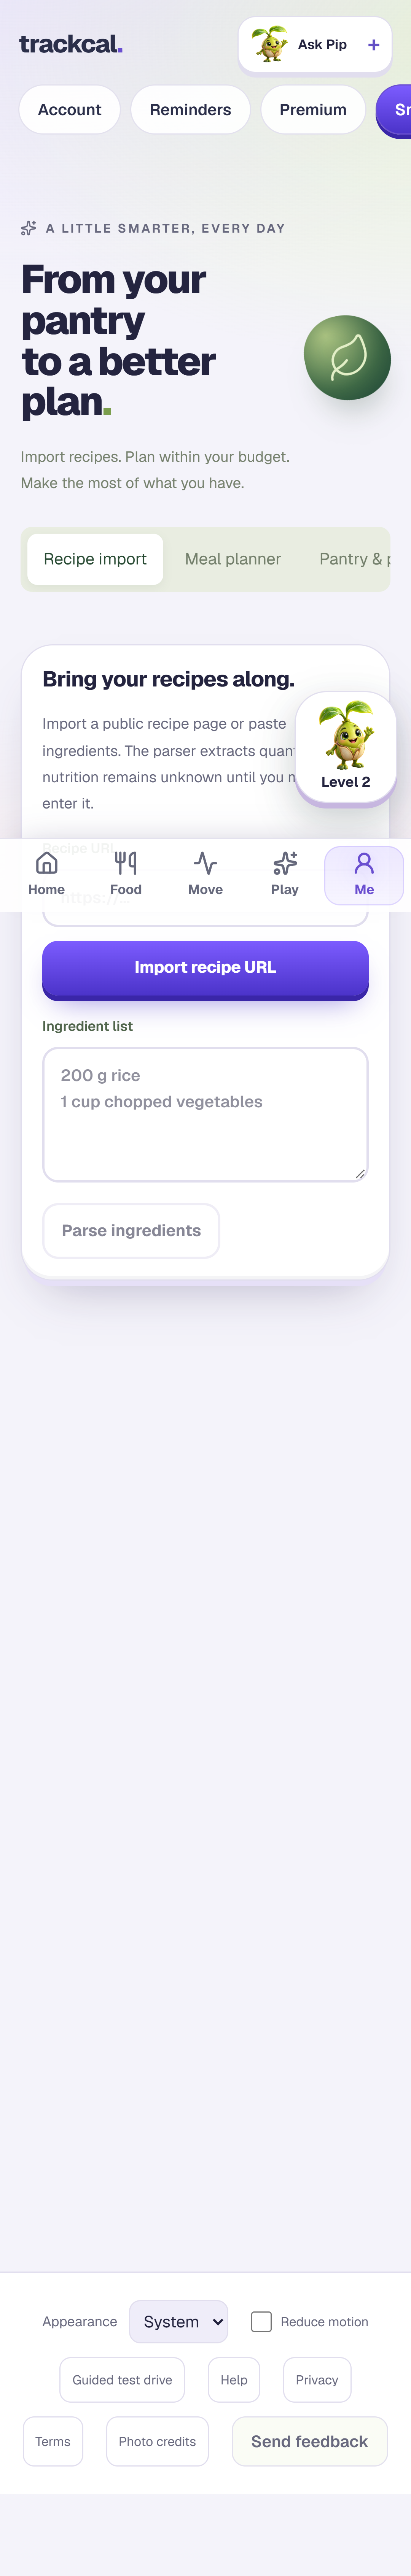 trackcal.
Ask Pip +
Account
Reminders
Premium
A LITTLE SMARTER, EVERY DAY
From your
pantry
to a better
plan.
Import recipes. Plan within your budget.
Make the most of what you have.
Recipe import
Meal planner
Pantry &
Bring your recipes along.
Import a public recipe page or paste
ingredients. The parser extracts
nutrition remains unknown until you
enter it.
Level 2
Recipe URL
https://...
Home
Food
Move
Play
Me
Import recipe URL
Ingredient list
200 g rice
1 cup chopped vegetables
Parse ingredients
Appearance
System
Reduce motion
Guided test drive
Help
Privacy
Terms
Photo credits
Send feedback